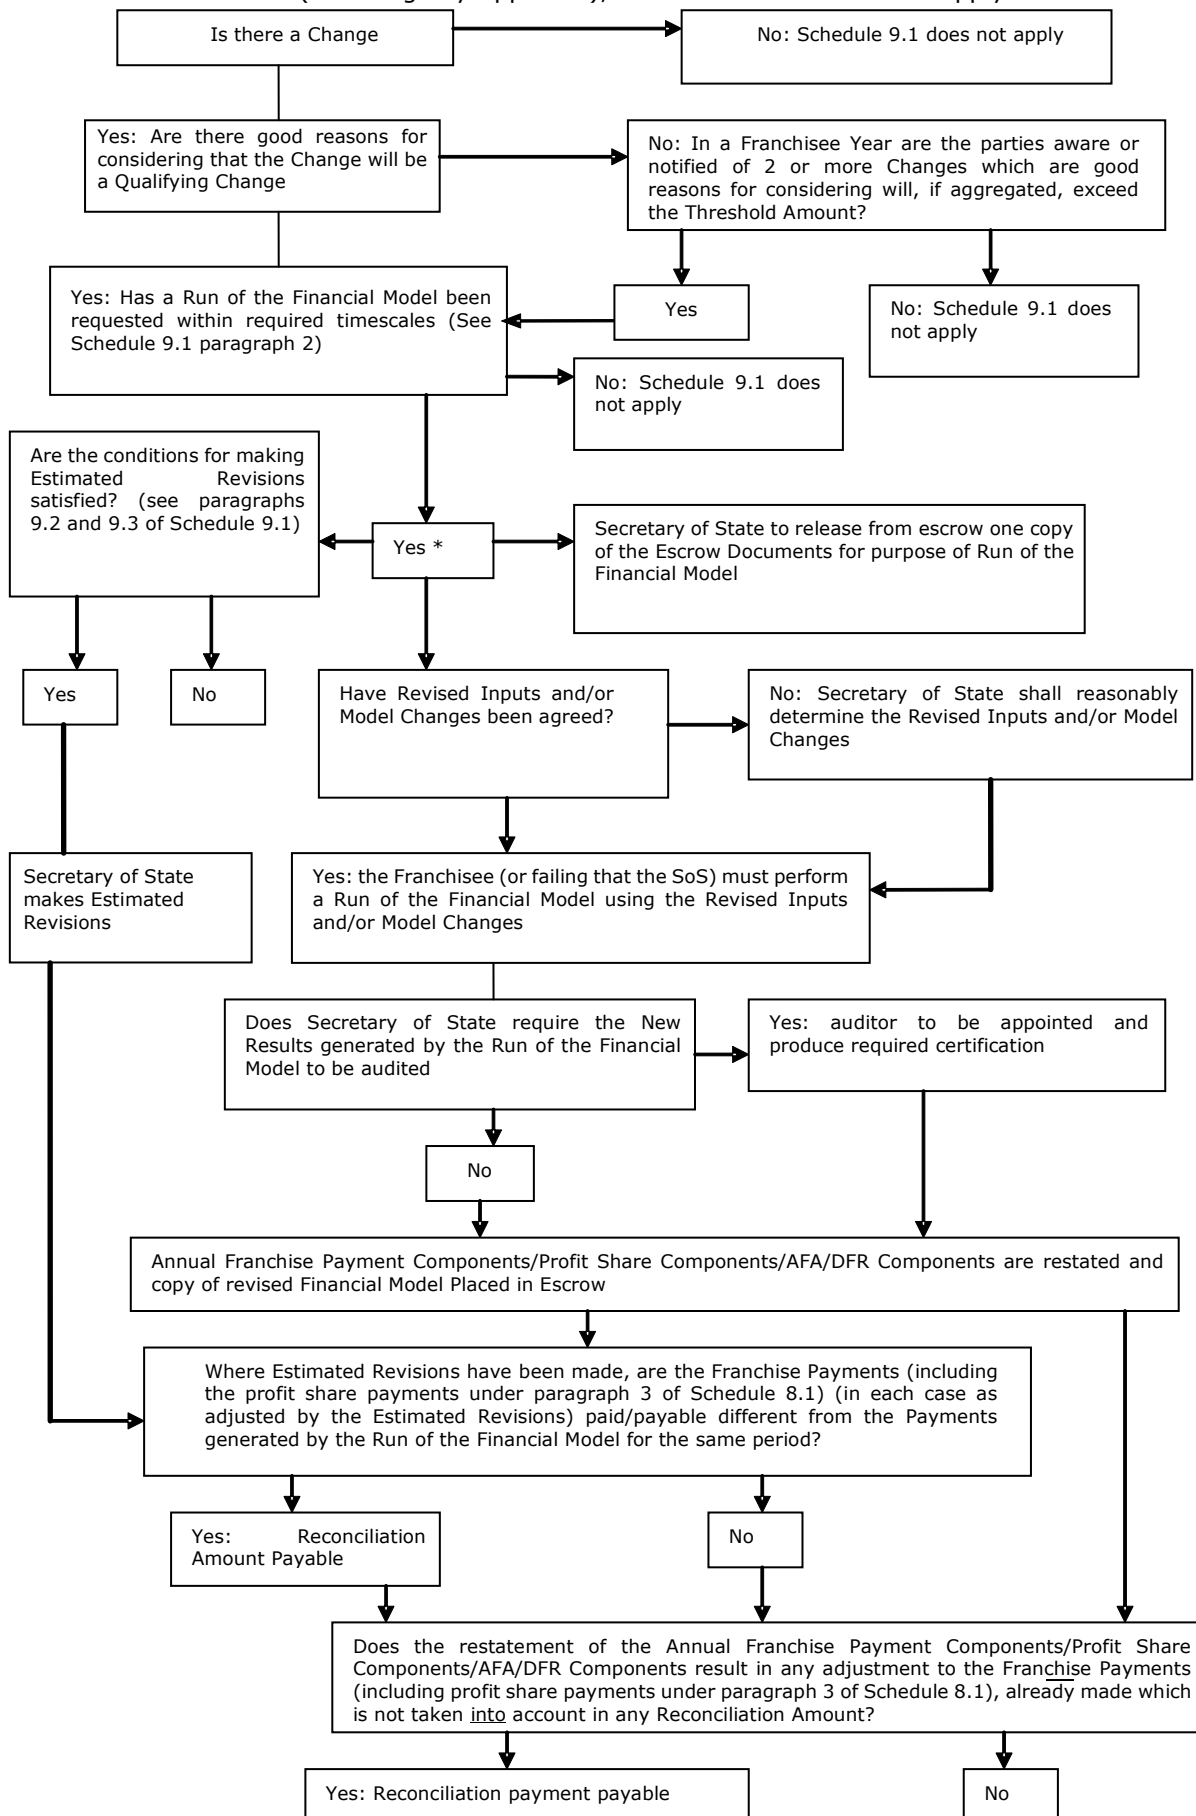 Is there a Change
No: Schedule 9.1 does not apply
Yes: Are there good reasons for
considering that the Change will be
a Qualifying Change
No: In a Franchisee Year are the parties aware or
notified of 2 or more Changes which are good
reasons for considering will, if aggregated, exceed
the Threshold Amount?
Yes: Has a Run of the Financial Model been
requested within required timescales (See
Schedule 9.1 paragraph 2)
Yes
No: Schedule 9.1 does
not apply
No: Schedule 9.1 does
not apply
Are the conditions for making
Estimated Revisions
satisfied? (see paragraphs
9.2 and 9.3 of Schedule 9.1)
Yes *
Secretary of State to release from escrow one copy
of the Escrow Documents for purpose of Run of the
Financial Model
Yes
No
Have Revised Inputs and/or
Model Changes been agreed?
No: Secretary of State shall reasonably
determine the Revised Inputs and/or Model
Changes
Secretary of State
makes Estimated
Revisions
Yes: the Franchisee (or failing that the SoS) must perform
a Run of the Financial Model using the Revised Inputs
and/or Model Changes
Does Secretary of State require the New
Results generated by the Run of the Financial
Model to be audited
Yes: auditor to be appointed and
produce required certification
No
Annual Franchise Payment Components/Profit Share Components/AFA/DFR Components are restated and
copy of revised Financial Model Placed in Escrow
Where Estimated Revisions have been made, are the Franchise Payments (including
the profit share payments under paragraph 3 of Schedule 8.1) (in each case as
adjusted by the Estimated Revisions) paid/payable different from the Payments
generated by the Run of the Financial Model for the same period?
Yes: Reconciliation
Amount Payable
No
Does the restatement of the Annual Franchise Payment Components/Profit Share
Components/AFA/DFR Components result in any adjustment to the Franchise Payments
(including profit share payments under paragraph 3 of Schedule 8.1), already made which
is not taken into account in any Reconciliation Amount?
Yes: Reconciliation payment payable
No